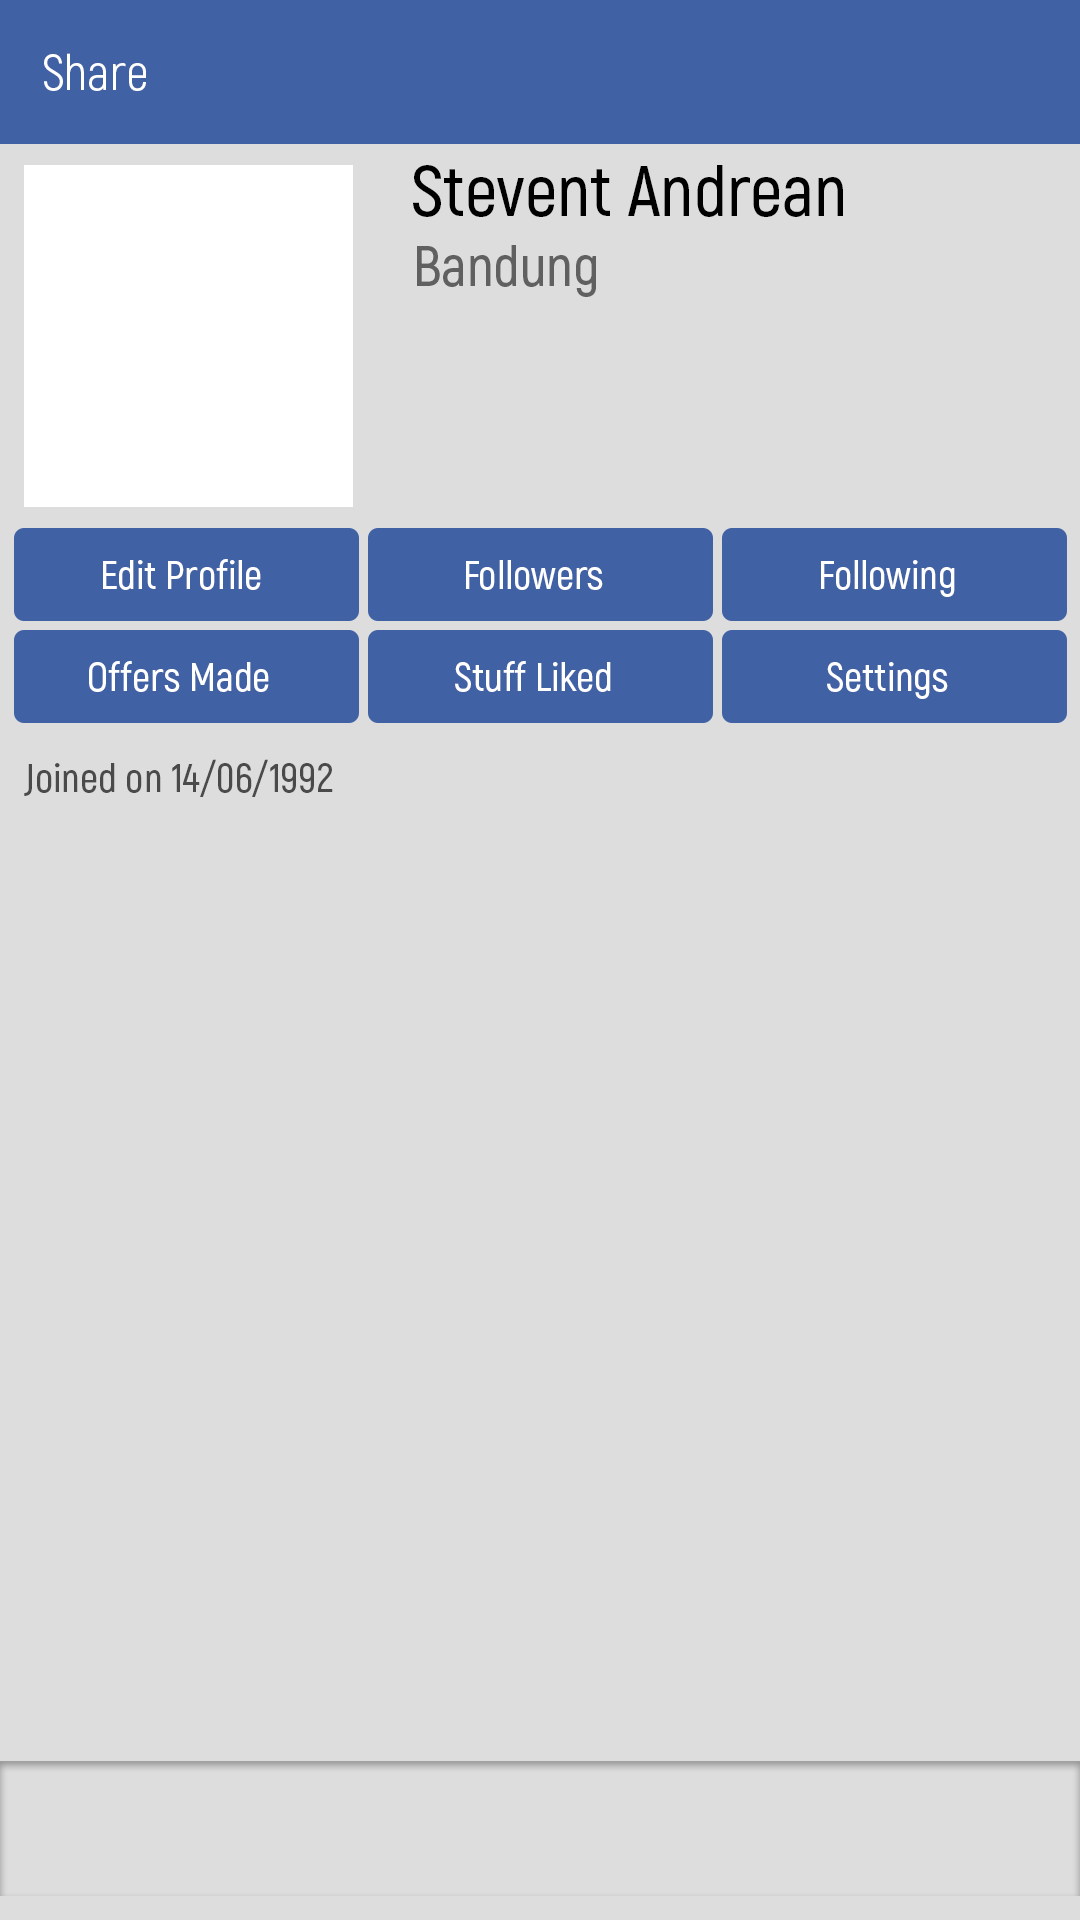 Share
Stevent Andrean
Bandung
Edit Profile
Followers
Following
Offers Made
Stuff Liked
Settings
Joined on 14/06/1992